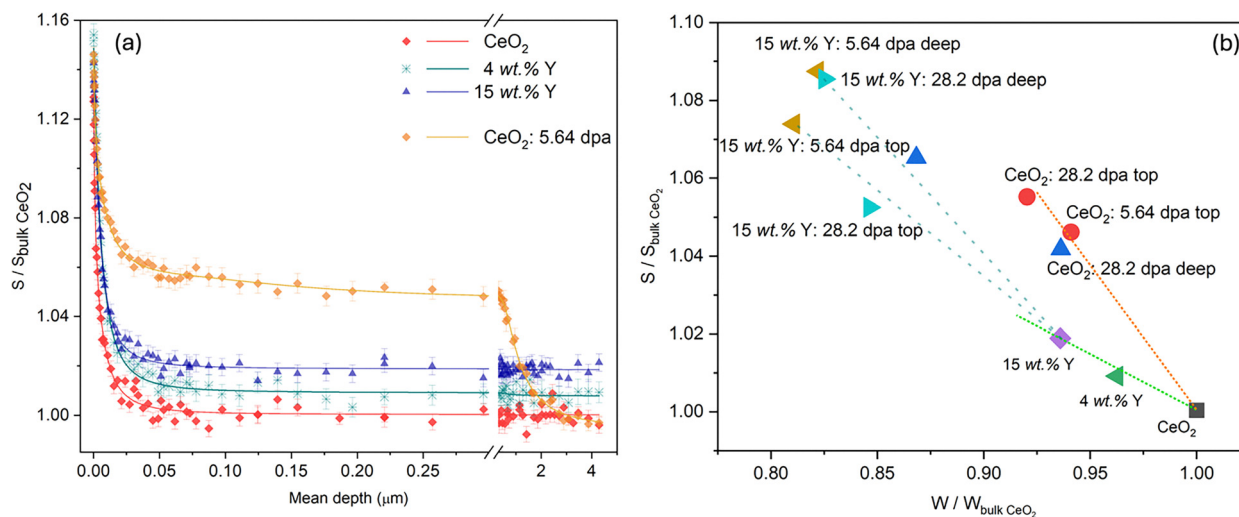 (a)
S / Sbulk CeO2
1.16
1.12
1.08
1.04
1.00
CeO2
4 wt.% Y
15 wt.% Y
CeO2: 5.64 dpa
0.00 0.05 0.10 0.15 0.20 0.25 2 4
Mean depth (μm)
(b)
S / Sbulk CeO2
1.10
1.08
1.06
1.04
1.02
1.00
15 wt.% Y: 5.64 dpa deep
15 wt.% Y: 28.2 dpa deep
15 wt.% Y: 5.64 dpa top
CeO2: 28.2 dpa top
CeO2: 5.64 dpa top
15 wt.% Y: 28.2 dpa top
CeO2: 28.2 dpa deep
15 wt.% Y
4 wt.% Y
CeO2
0.80 0.85 0.90 0.95 1.00
W / Wbulk CeO2